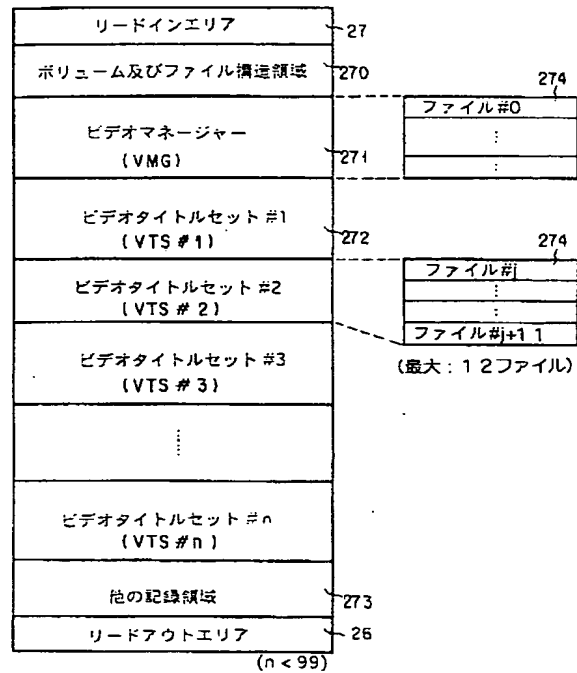 リードインエリア 27
ボリューム及びファイル構造領域 270
ビデオマネージャー
(VMG) 271
274
ファイル#0
⋮
⋮
ビデオタイトルセット#1
(VTS#1) 272
ビデオタイトルセット#2
(VTS#2)
274
ファイル#j
⋮
⋮
ファイル#j+11
(最大:12ファイル)
ビデオタイトルセット#3
(VTS#3)
⋮
ビデオタイトルセット#n
(VTS#n)
他の記録領域 273
リードアウトエリア 26
(n<99)